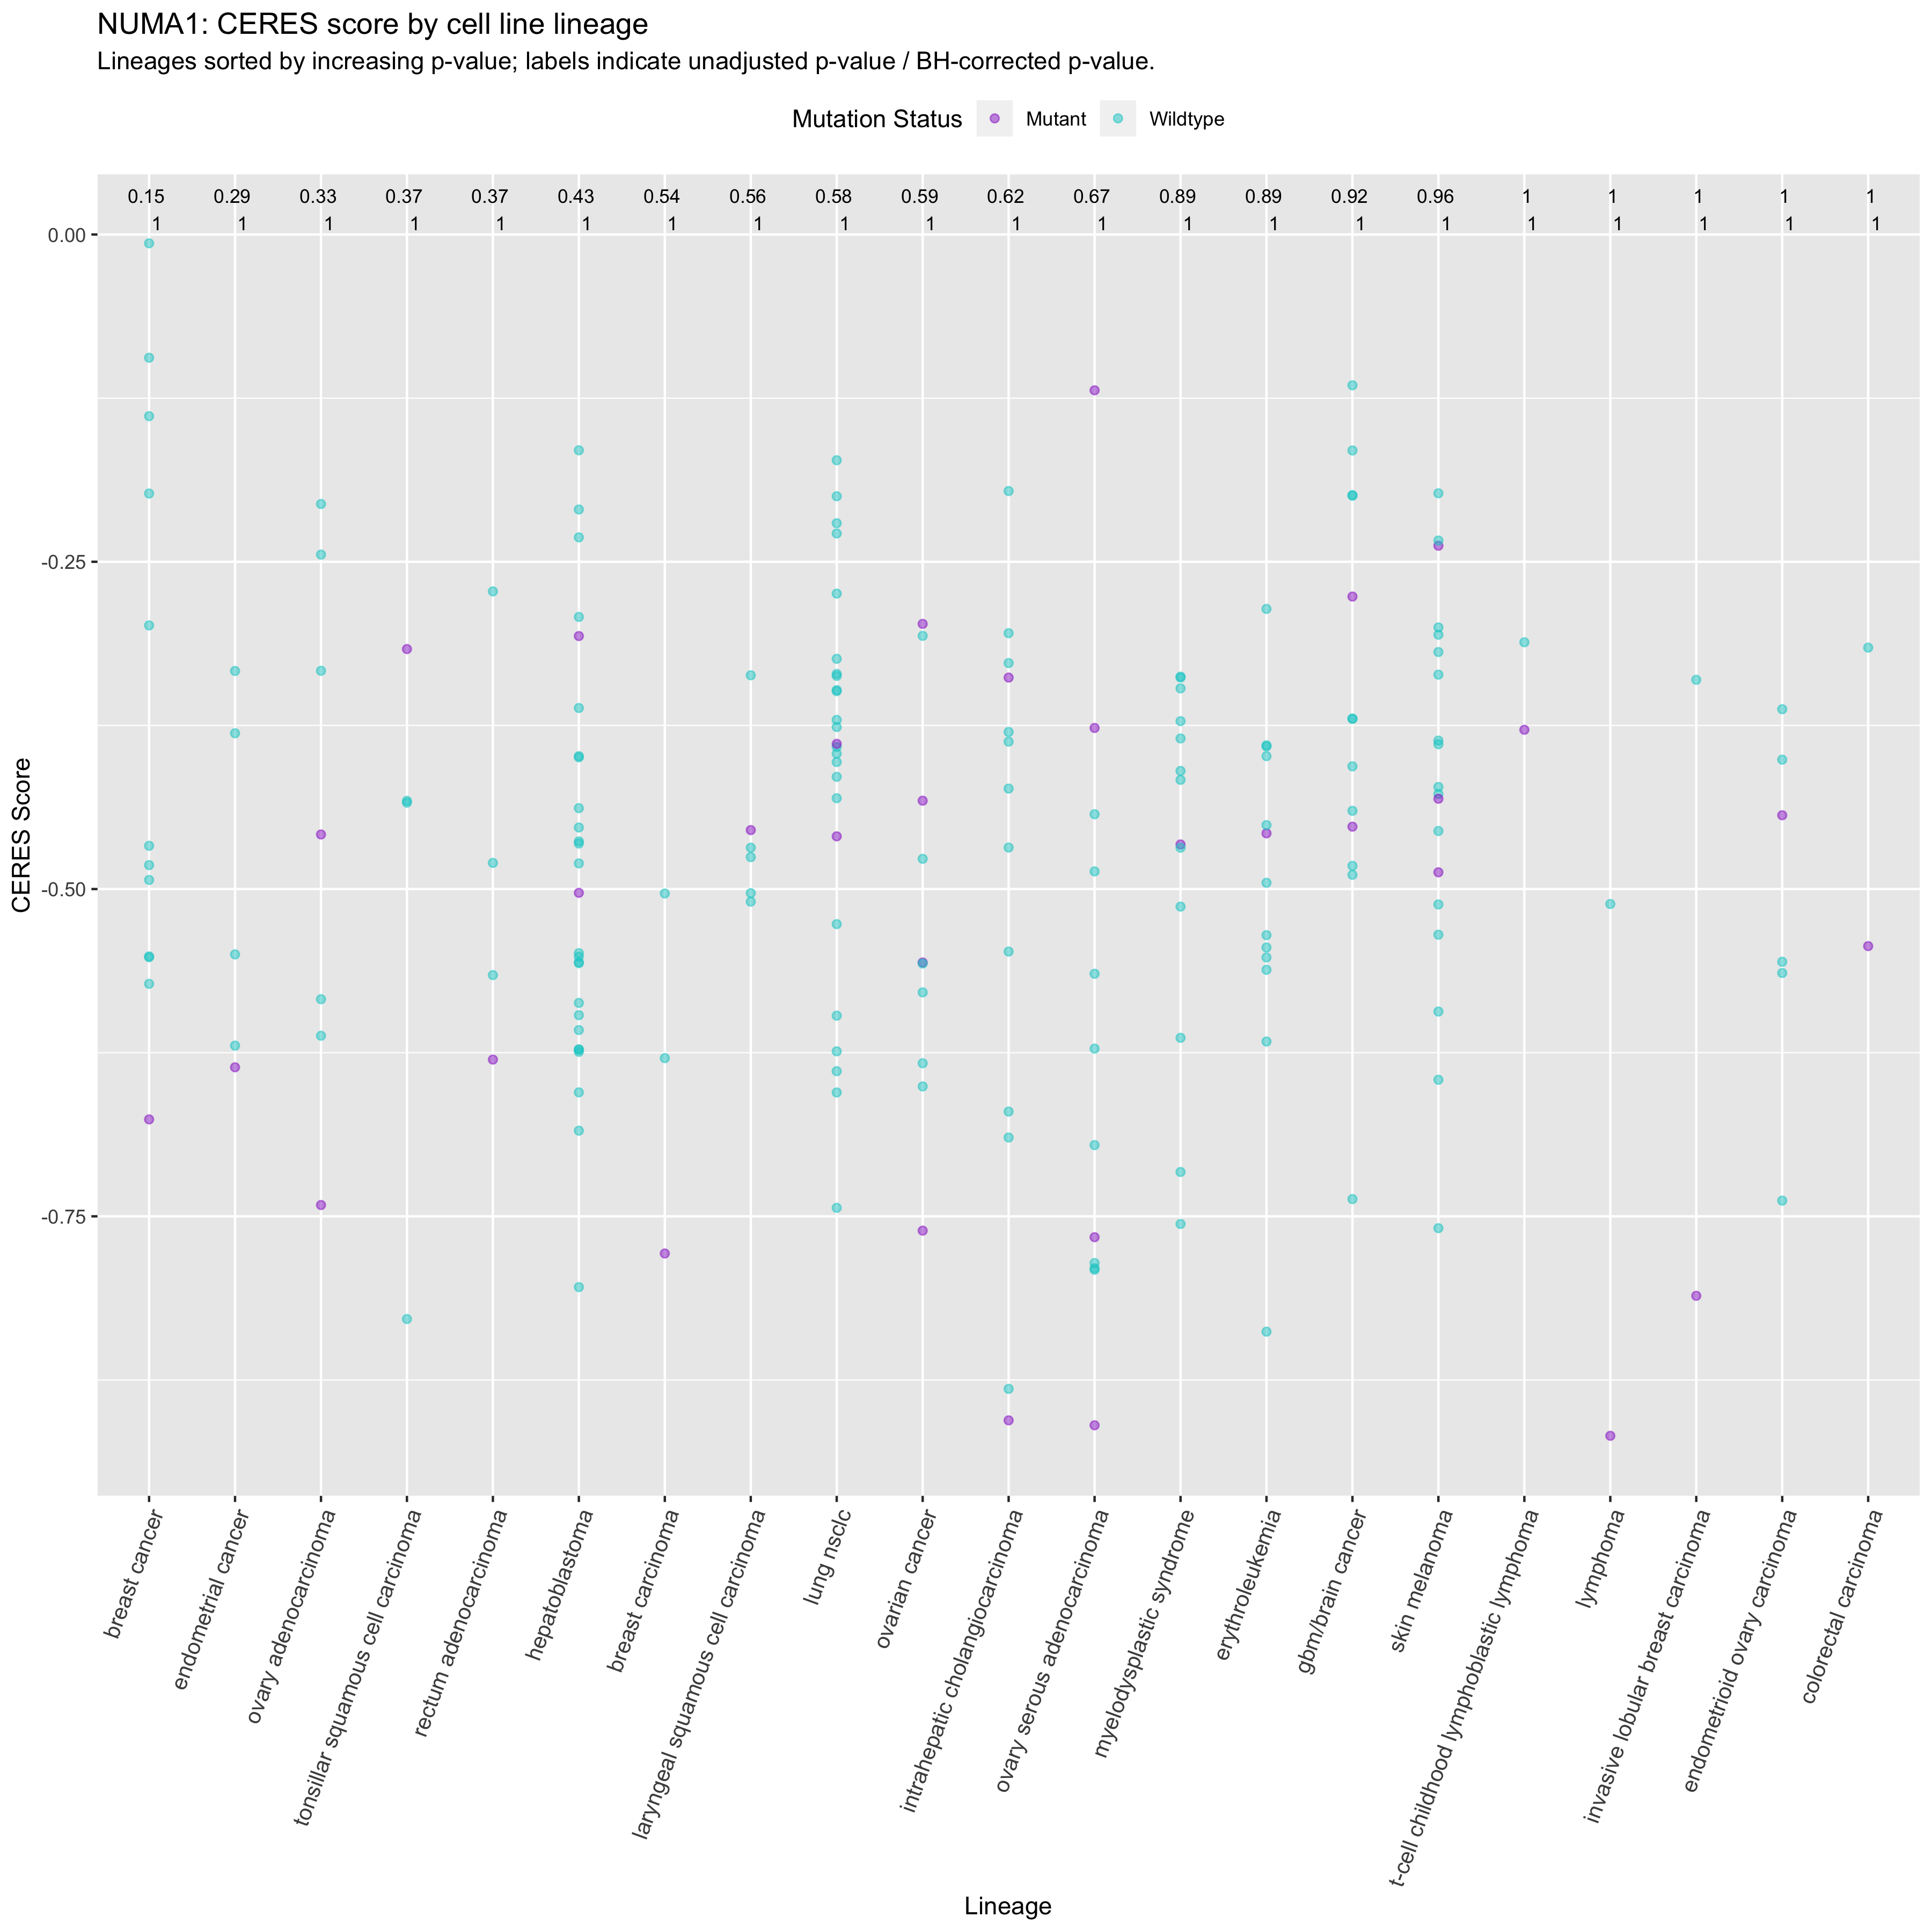 NUMA1: CERES score by cell line lineage
Lineages sorted by increasing p-value; labels indicate unadjusted p-value / BH-corrected p-value.
Mutation Status Mutant Wildtype
0.15 0.29 0.33 0.37 0.37 0.43 0.54 0.56 0.58 0.59 0.62 0.67 0.89 0.89 0.92 0.96 1 1 1 1 1
1 1 1 1 1 1 1 1 1 1 1 1 1 1 1 1 1 1 1 1 1
0.00
-0.25
-0.50
-0.75
CERES Score
breast cancer
endometrial cancer
ovary adenocarcinoma
tonsillar squamous cell carcinoma
rectum adenocarcinoma
hepatoblastoma
breast carcinoma
laryngeal squamous cell carcinoma
lung nsclc
ovarian cancer
intrahepatic cholangiocarcinoma
ovary serous adenocarcinoma
myelodysplastic syndrome
erythroleukemia
gbm/brain cancer
skin melanoma
t-cell childhood lymphoblastic lymphoma
lymphoma
invasive lobular breast carcinoma
endometrioid ovary carcinoma
colorectal carcinoma
Lineage